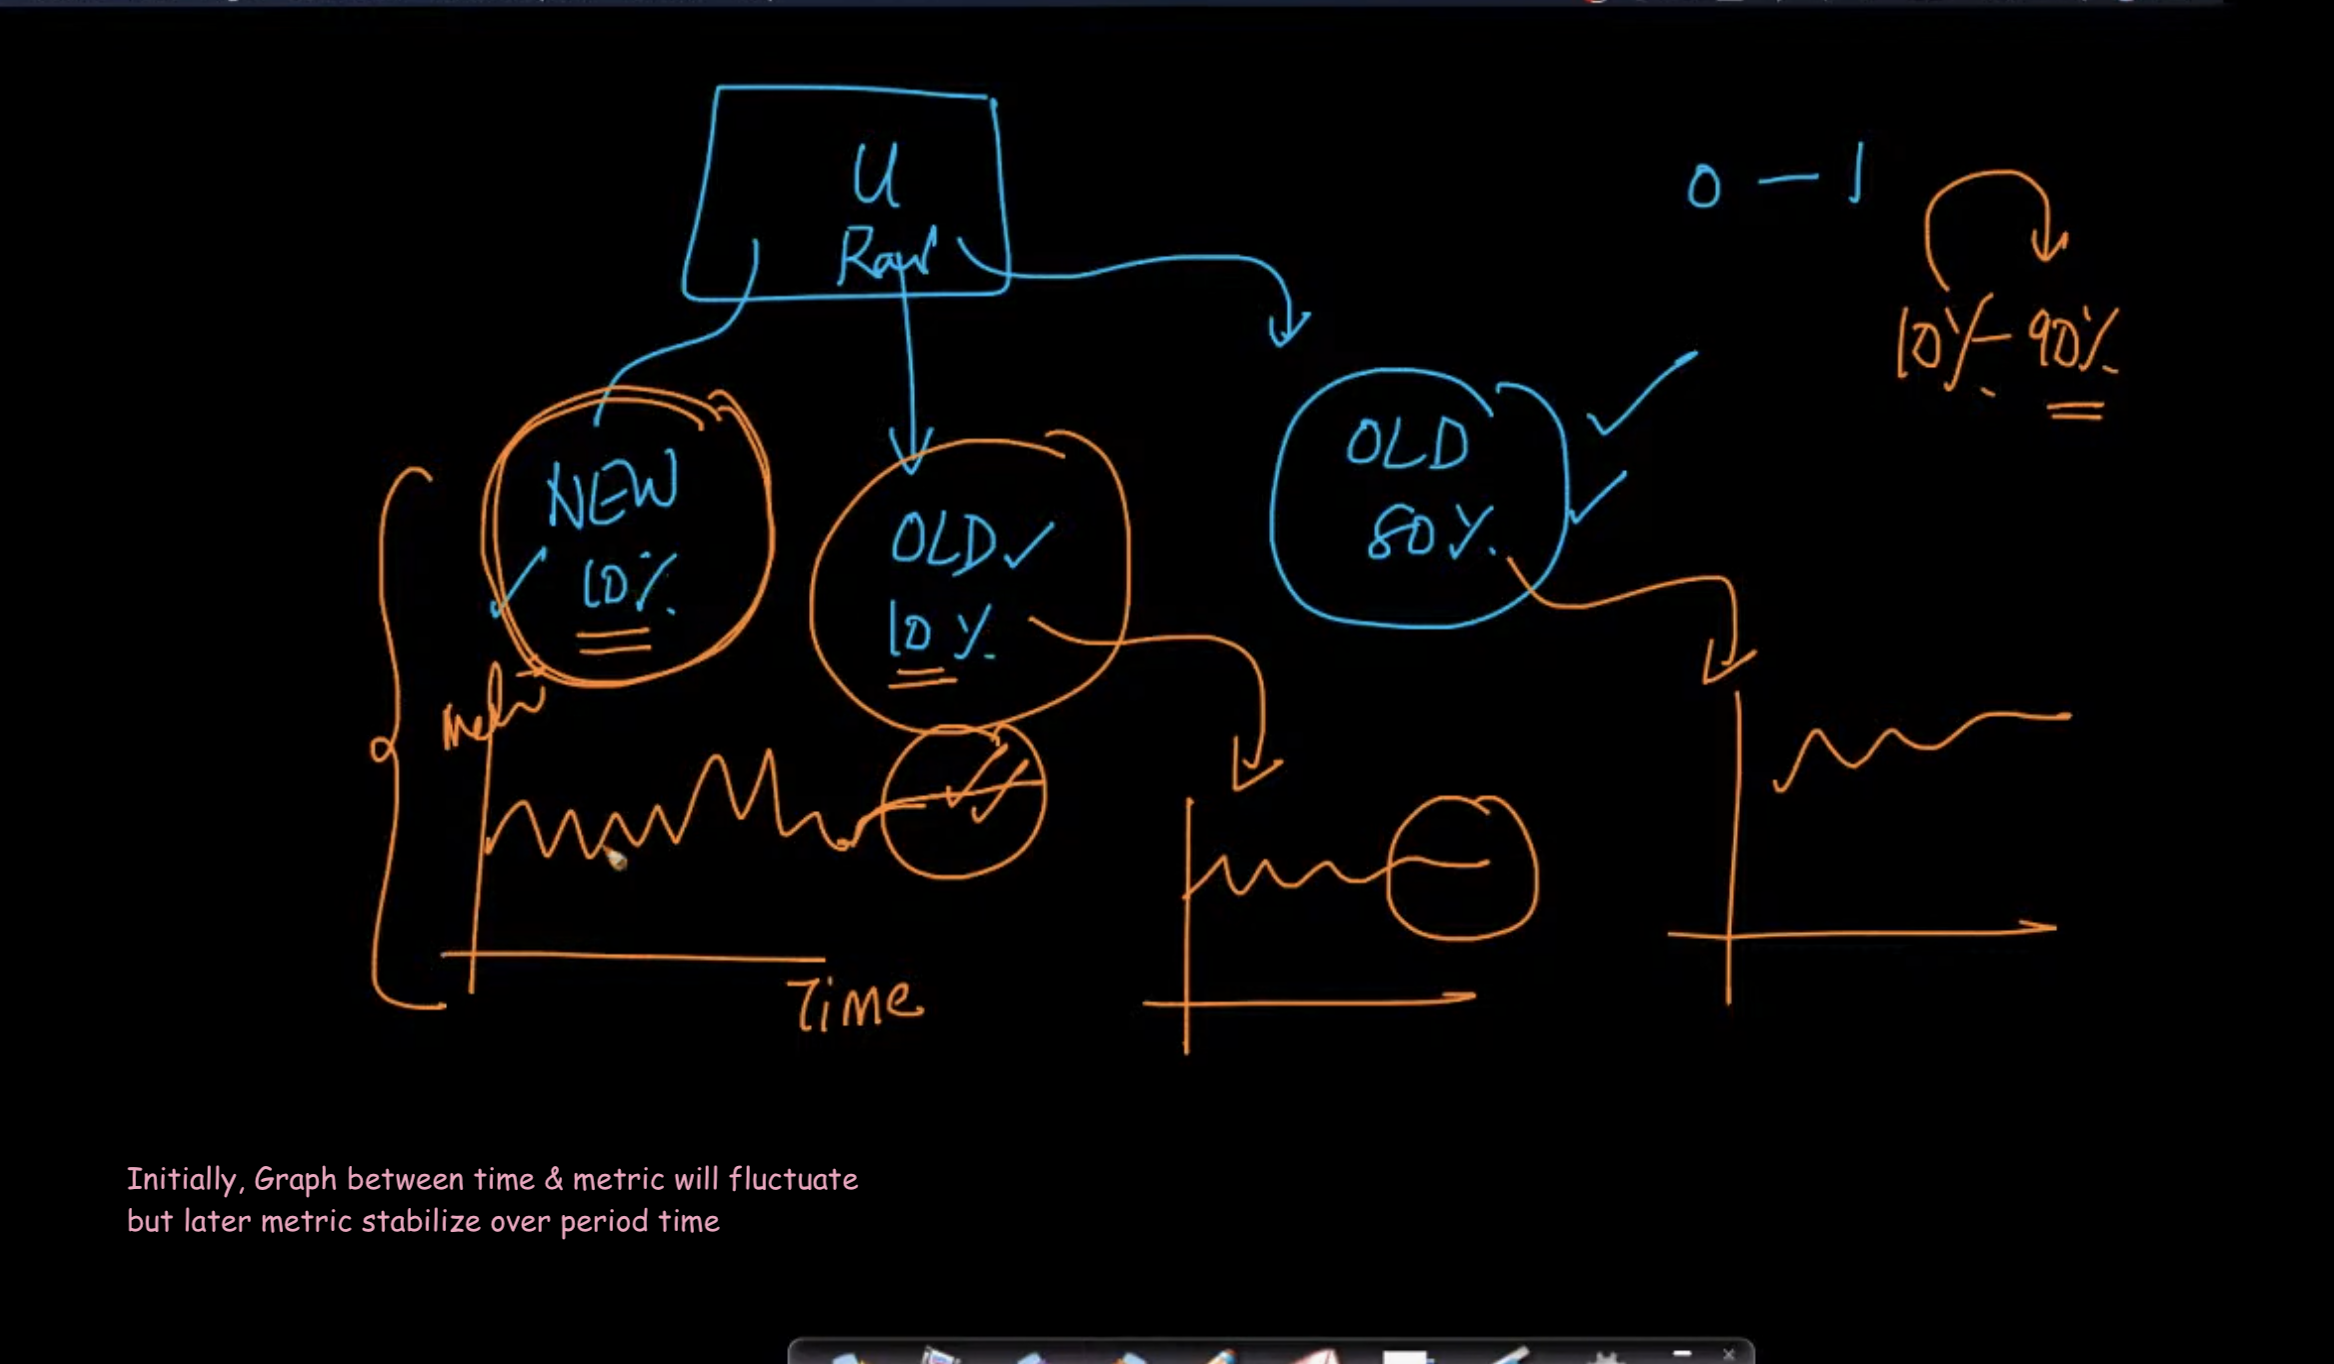 U
Rand
0 – 1
10% – 90%
NEW
10%
OLD
10%
OLD
80%
Metric
Time
Initially, Graph between time & metric will fluctuate
but later metric stabilize over period time